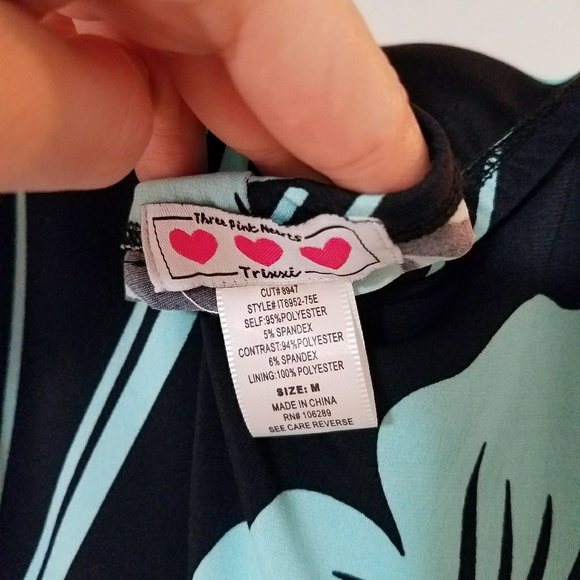 Three Pink Hearts
Trixxi
CUT# 8947
STYLE# IT6952-75E
SELF:95%POLYESTER
5% SPANDEX
CONTRAST:94%POLYESTER
6% SPANDEX
LINING:100% POLYESTER
SIZE: M
MADE IN CHINA
RN# 106289
SEE CARE REVERSE